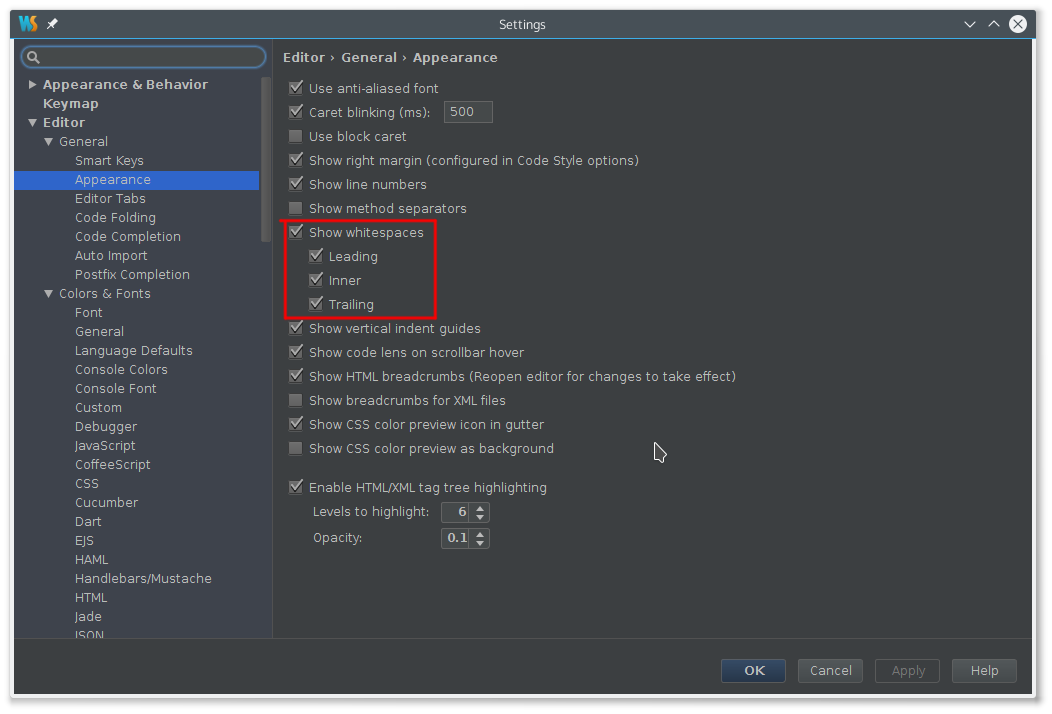 WS
Settings
Appearance & Behavior
Keymap
Editor
General
Smart Keys
Appearance
Editor Tabs
Code Folding
Code Completion
Auto Import
Postfix Completion
Colors & Fonts
Font
General
Language Defaults
Console Colors
Console Font
Custom
Debugger
JavaScript
CoffeeScript
CSS
Cucumber
Dart
EJS
HAML
Handlebars/Mustache
HTML
Jade
JSON
Editor › General › Appearance
Use anti-aliased font
Caret blinking (ms): 500
Use block caret
Show right margin (configured in Code Style options)
Show line numbers
Show method separators
Show whitespaces
Leading
Inner
Trailing
Show vertical indent guides
Show code lens on scrollbar hover
Show HTML breadcrumbs (Reopen editor for changes to take effect)
Show breadcrumbs for XML files
Show CSS color preview icon in gutter
Show CSS color preview as background
Enable HTML/XML tag tree highlighting
Levels to highlight: 6
Opacity: 0.1
OK Cancel Apply Help